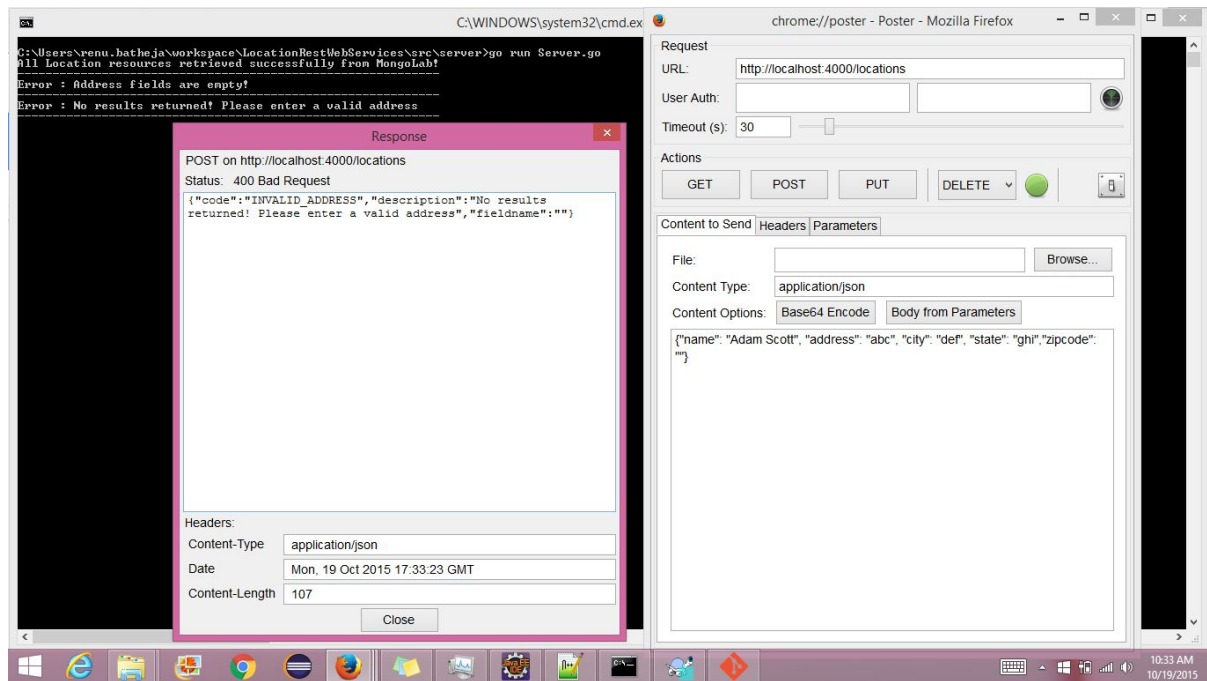 C:\WINDOWS\system32\cmd.ex
C:\Users\renu.batheja\workspace\LocationRestWebServices\src\server>go run Server.go
All Location resources retrieved successfully from MongoLab!
Error : Address fields are empty!
Error : No results returned! Please enter a valid address
Response
POST on http://localhost:4000/locations
Status: 400 Bad Request
{"code":"INVALID_ADDRESS","description":"No results
returned! Please enter a valid address","fieldname":""}
Headers:
Content-Type application/json
Date Mon, 19 Oct 2015 17:33:23 GMT
Content-Length 107
Close
chrome://poster - Poster - Mozilla Firefox
Request
URL: http://localhost:4000/locations
User Auth:
Timeout (s): 30
Actions
GET POST PUT DELETE
Content to Send Headers Parameters
File: Browse...
Content Type: application/json
Content Options: Base64 Encode Body from Parameters
{"name": "Adam Scott", "address": "abc", "city": "def", "state": "ghi","zipcode":
""}
10:33 AM
10/19/2015